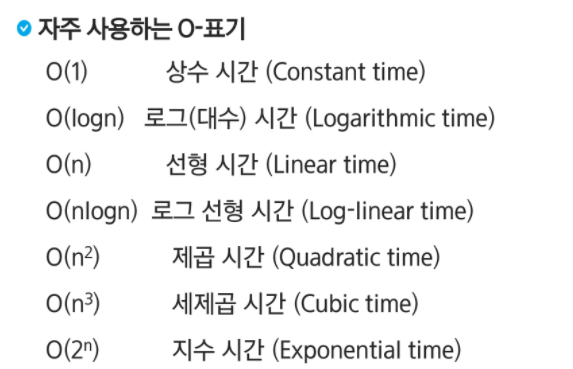 자주 사용하는 O-표기
O(1) 상수 시간 (Constant time)
O(logn) 로그(대수) 시간 (Logarithmic time)
O(n) 선형 시간 (Linear time)
O(nlogn) 로그 선형 시간 (Log-linear time)
O(n²) 제곱 시간 (Quadratic time)
O(n³) 세제곱 시간 (Cubic time)
O(2ⁿ) 지수 시간 (Exponential time)